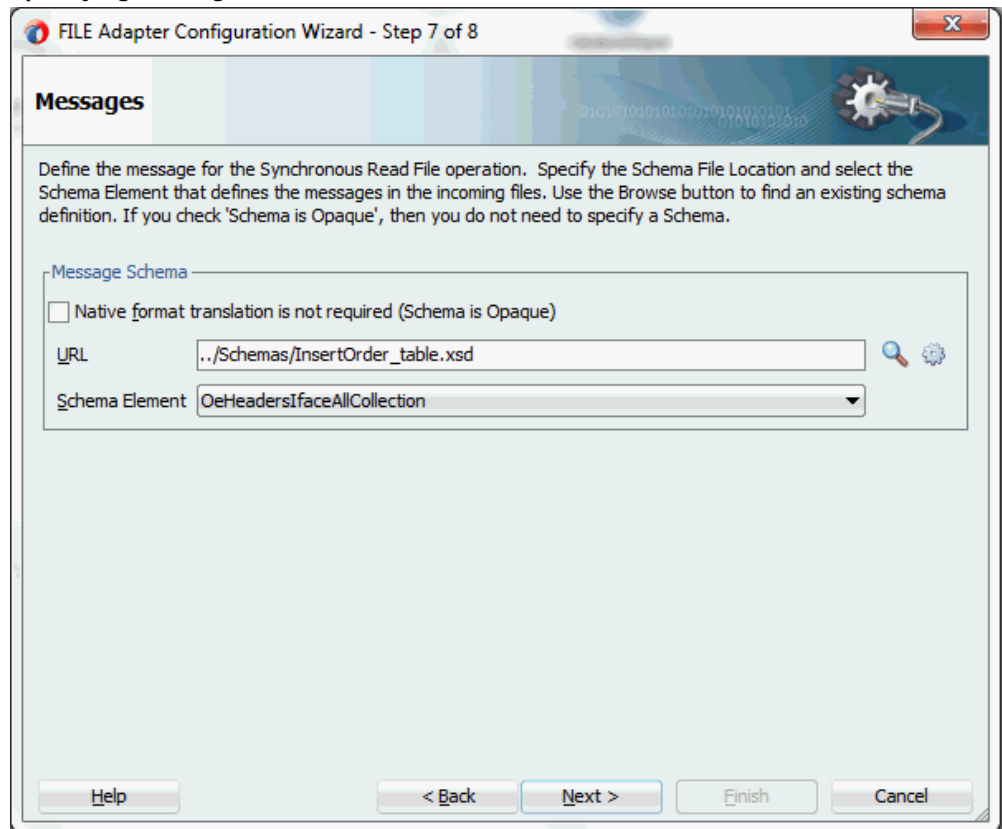 FILE Adapter Configuration Wizard - Step 7 of 8
Messages
Define the message for the Synchronous Read File operation.  Specify the Schema File Location and select the
Schema Element that defines the messages in the incoming files. Use the Browse button to find an existing schema
definition. If you check 'Schema is Opaque', then you do not need to specify a Schema.
Message Schema
Native format translation is not required (Schema is Opaque)
URL ../Schemas/InsertOrder_table.xsd
Schema Element OeHeadersIfaceAllCollection
Help < Back Next > Finish Cancel